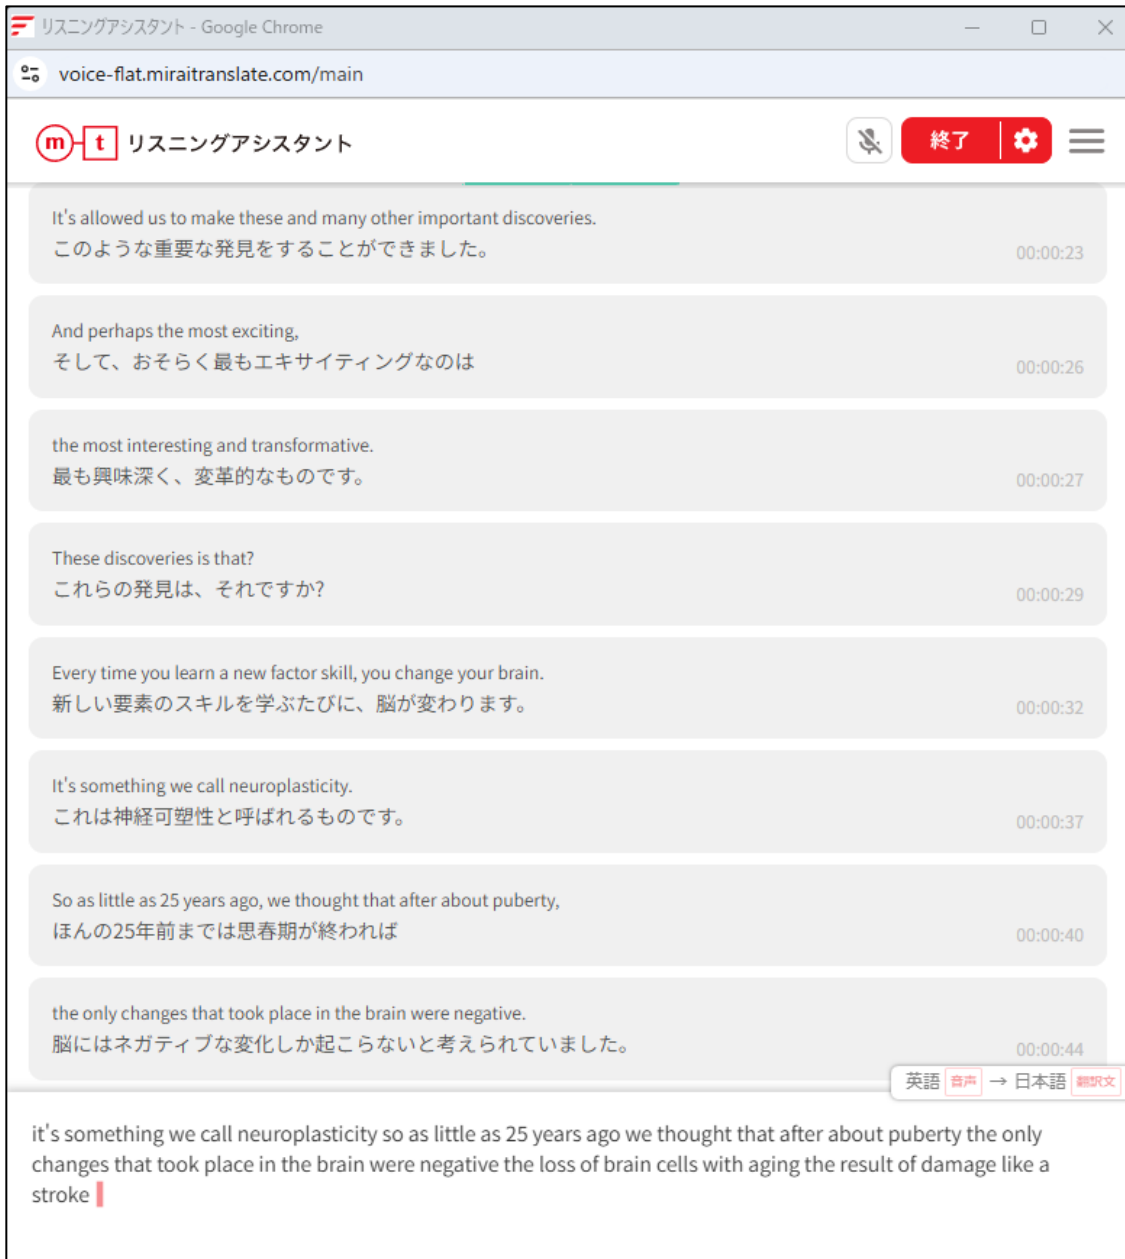 リスニングアシスタント - Google Chrome
voice-flat.miraitranslate.com/main
m t リスニングアシスタント
終了
It's allowed us to make these and many other important discoveries.
このような重要な発見をすることができました。
00:00:23
And perhaps the most exciting,
そして、おそらく最もエキサイティングなのは
00:00:26
the most interesting and transformative.
最も興味深く、変革的なものです。
00:00:27
These discoveries is that?
これらの発見は、それですか?
00:00:29
Every time you learn a new factor skill, you change your brain.
新しい要素のスキルを学ぶたびに、脳が変わります。
00:00:32
It's something we call neuroplasticity.
これは神経可塑性と呼ばれるものです。
00:00:37
So as little as 25 years ago, we thought that after about puberty,
ほんの25年前までは思春期が終われば
00:00:40
the only changes that took place in the brain were negative.
脳にはネガティブな変化しか起こらないと考えられていました。
00:00:44
英語 音声 → 日本語 翻訳文
it's something we call neuroplasticity so as little as 25 years ago we thought that after about puberty the only
changes that took place in the brain were negative the loss of brain cells with aging the result of damage like a
stroke